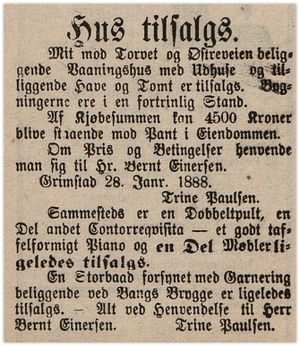 Hus tilsalgs.
Mit mod Torvet og Østreveien belig-
gende Vaaningshus med Udhuse og til-
liggende Have og Tomt er tilsalgs. Byg-
ningerne ere i en fortrinlig Stand.
Af Kjøbesummen kan 4500 Kroner
blive staaende mod Pant i Eiendommen.
Om Pris og Betingelser henvende
man sig til Hr. Bernt Einersen.
Grimstad 28. Janr. 1888.
Trine Paulsen.
Sammesteds er en Dobbeltpult, en
Del andet Contorreqvisita — et godt taf-
felformigt Piano og en Del Møbler li-
geledes tilsalgs.
En Storbaad forsynet med Garnering
beliggende ved Bangs Brygge er ligeledes
tilsalgs. — Alt ved Henvendelse til Herr
Bernt Einersen. Trine Paulsen.